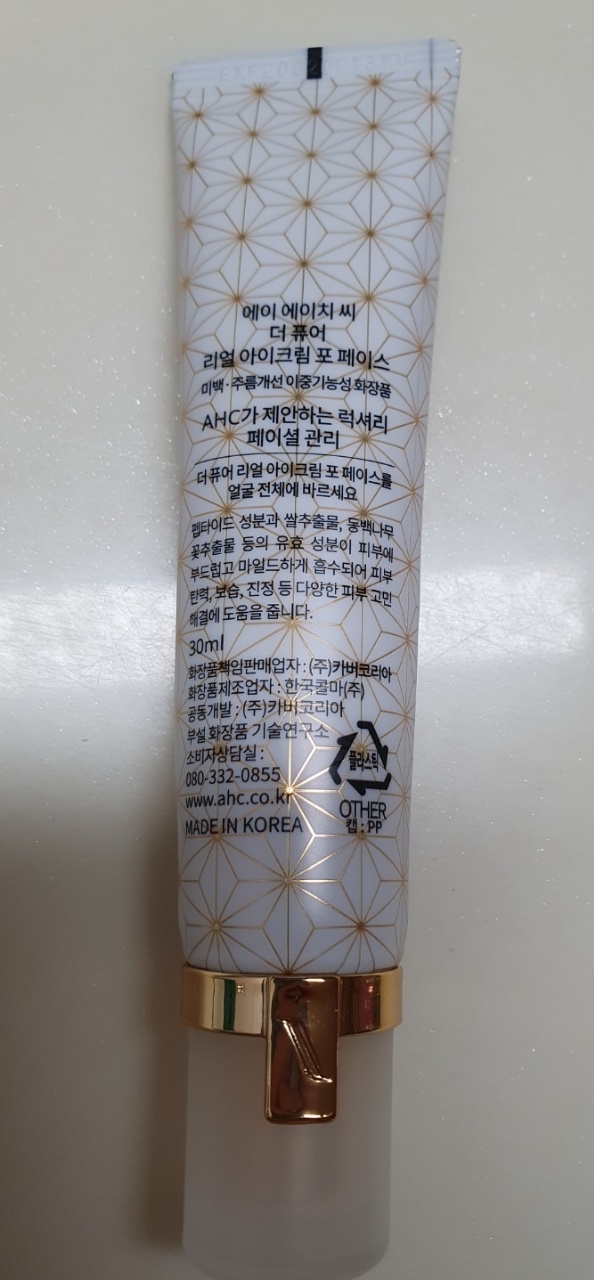 에이 에이치 씨
더 퓨어
리얼 아이크림 포 페이스
미백·주름개선 이중기능성 화장품
AHC가 제안하는 럭셔리
페이셜 관리
더 퓨어 리얼 아이크림 포 페이스를
얼굴 전체에 바르세요
펩타이드 성분과 쌀추출물, 동백나무
꽃추출물 등의 유효 성분이 피부에
부드럽고 마일드하게 흡수되어 피부
탄력, 보습, 진정 등 다양한 피부 고민
해결에 도움을 줍니다.
30ml
화장품책임판매업자 : (주)카버코리아
화장품제조업자 : 한국콜마(주)
공동개발 : (주)카버코리아
부설 화장품 기술연구소
소비자상담실 :
080-332-0855
www.ahc.co.kr
MADE IN KOREA
플라스틱
OTHER
캡 : PP